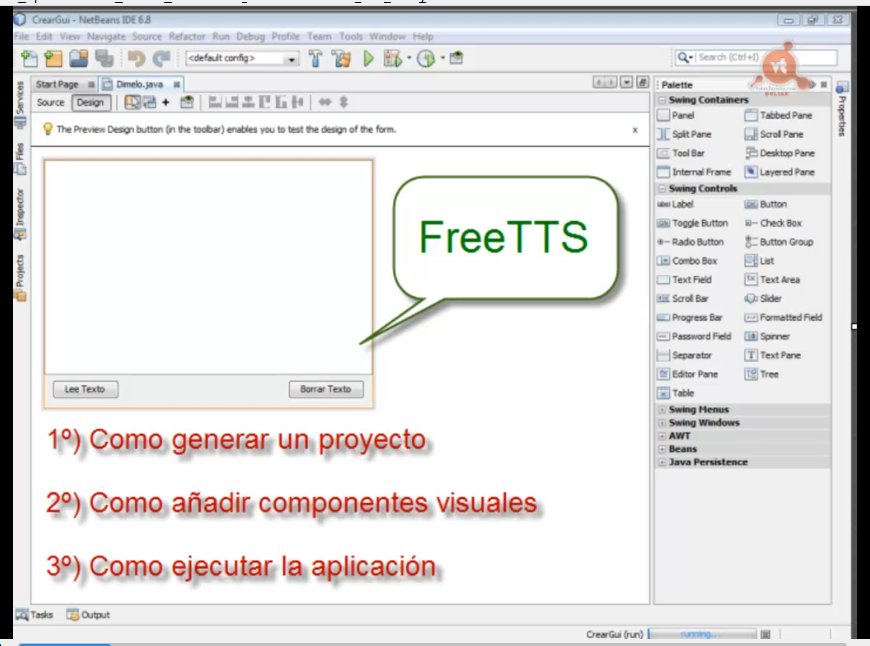 CrearGui - NetBeans IDE 6.8
File Edit View Navigate Source Refactor Run Debug Profile Team Tools Window Help
<default config>
Search (Ctrl+I)
Start Page
Dimelo.java
Source Design
The Preview Design button (in the toolbar) enables you to test the design of the form.
x
Services
Files
Inspector
Projects
FreeTTS
Lee Texto
Borrar Texto
1º) Como generar un proyecto
2º) Como añadir componentes visuales
3º) Como ejecutar la aplicación
Palette
Swing Containers
Panel Tabbed Pane
Split Pane Scroll Pane
Tool Bar Desktop Pane
Internal Frame Layered Pane
Swing Controls
Label Button
Toggle Button Check Box
Radio Button Button Group
Combo Box List
Text Field Text Area
Scroll Bar Slider
Progress Bar Formatted Field
Password Field Spinner
Separator Text Pane
Editor Pane Tree
Table
Swing Menus
Swing Windows
AWT
Beans
Java Persistence
Properties
vt
Tasks Output
CrearGui (run) running...